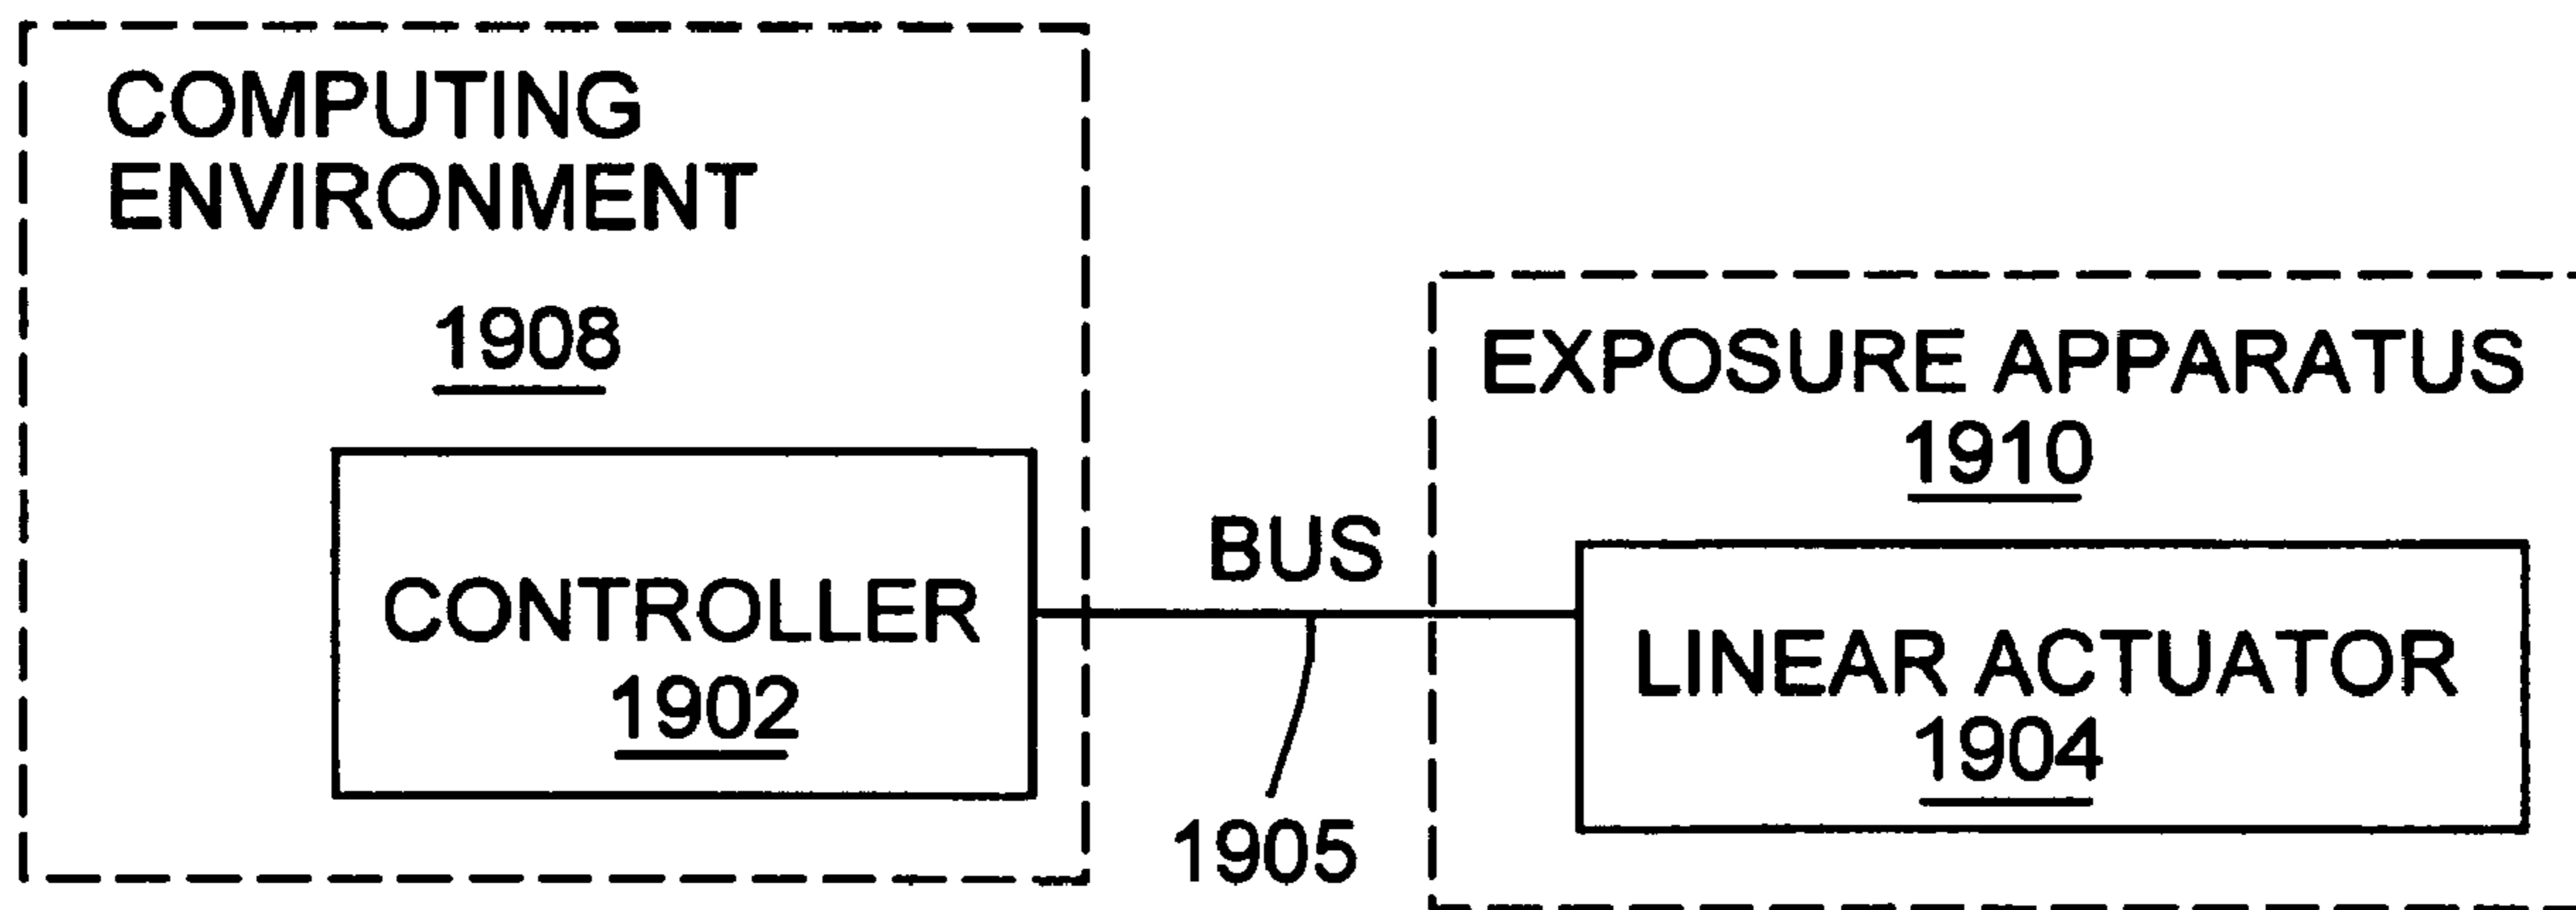 COMPUTING
ENVIRONMENT
1908
CONTROLLER
1902
BUS
1905
EXPOSURE APPARATUS
1910
LINEAR ACTUATOR
1904